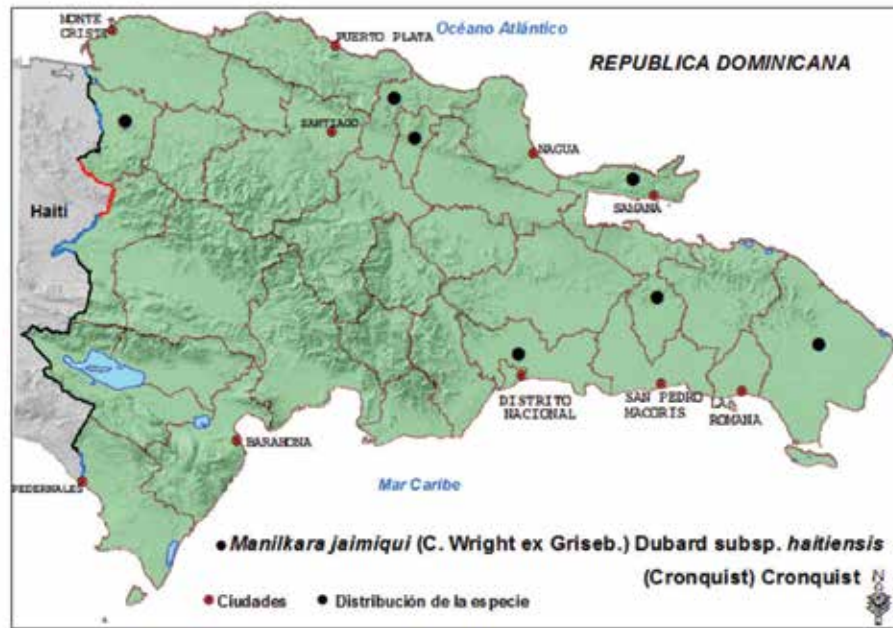 MONTE
CRISTI
PUERTO PLATA
Océano Atlántico
REPUBLICA DOMINICANA
SANTIAGO
NAGUA
SAMANA
Haití
DISTRITO
NACIONAL
SAN PEDRO
MACORIS
LA
ROMANA
BARAHONA
PEDERNALES
Mar Caribe
Manilkara jaimiqui (C. Wright ex Griseb.) Dubard subsp. haitiensis
(Cronquist) Cronquist
Ciudades
Distribución de la especie
N